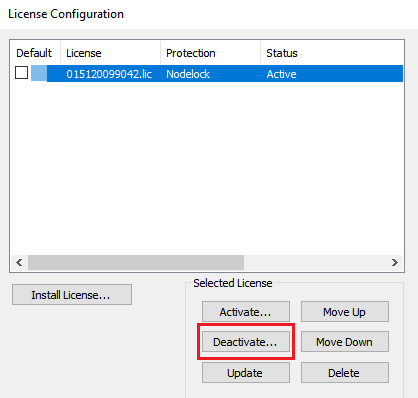 License Configuration
Default License Protection Status
015120099042.lic Nodelock Active
Install License...
Selected License
Activate... Move Up
Deactivate... Move Down
Update Delete